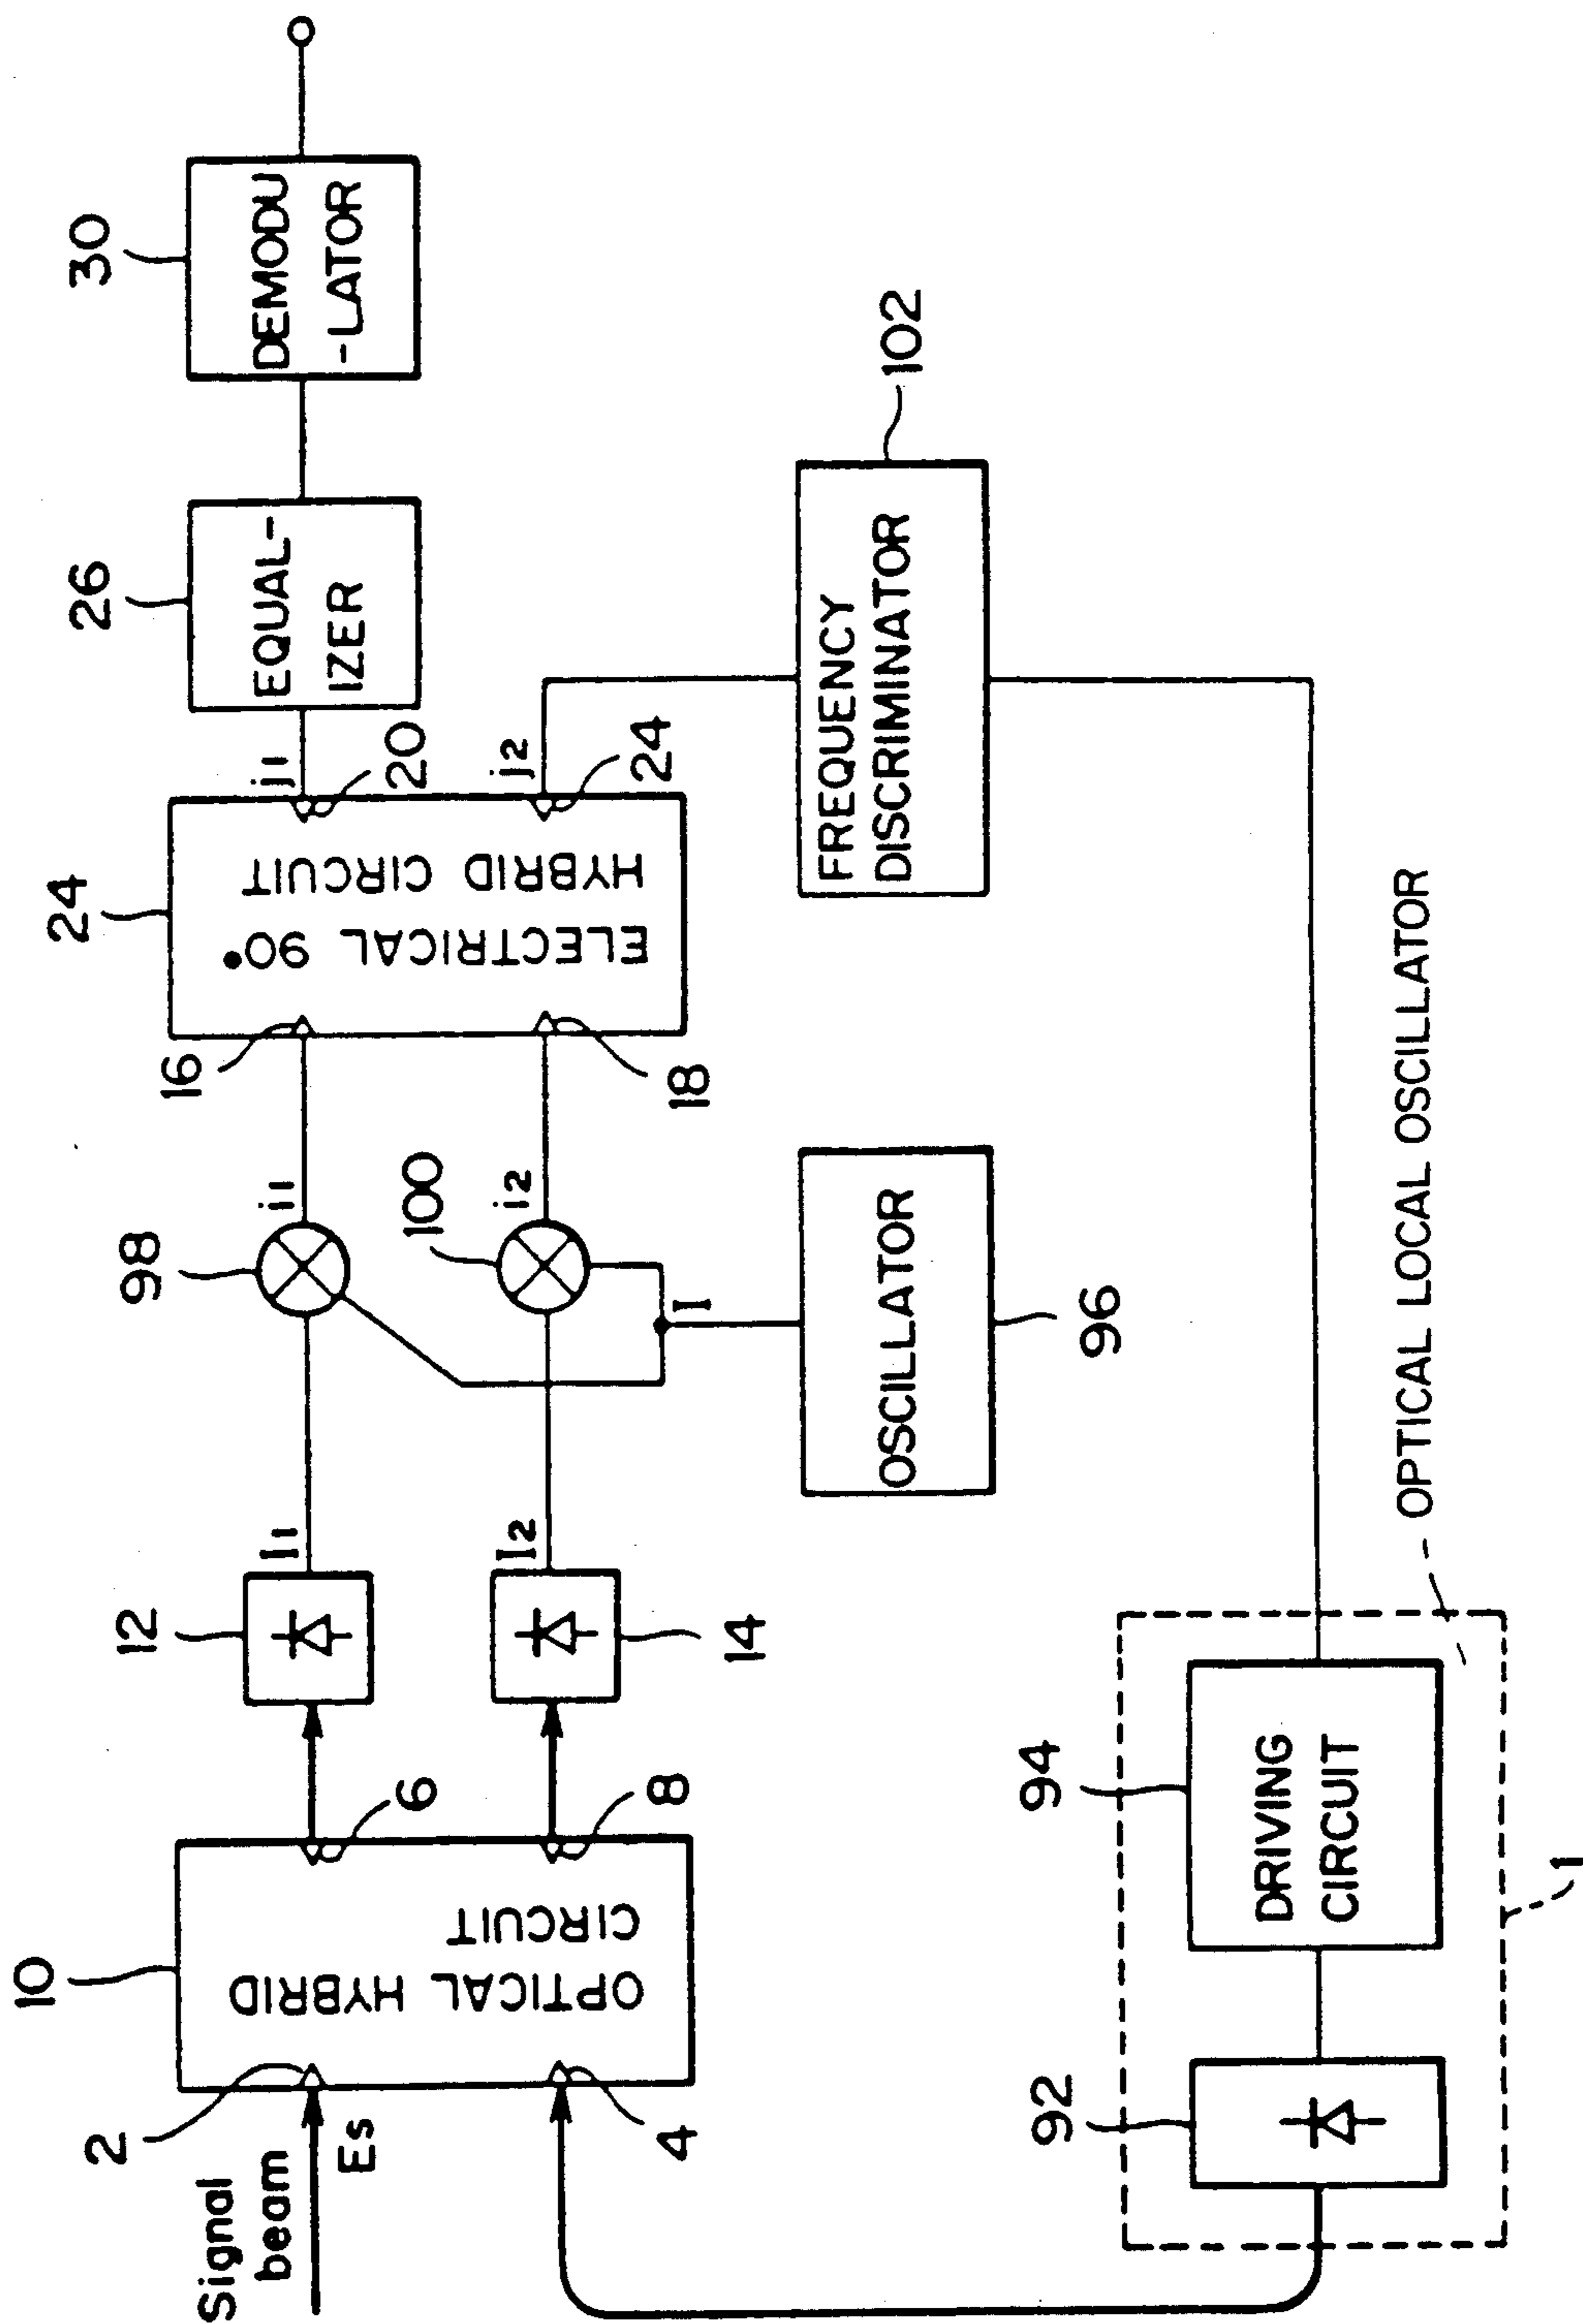 Signal
beam
Es
2
4
10
OPTICAL HYBRID
CIRCUIT
6
8
12
14
I1
I2
98
100
i1
i2
I
OSCILLATOR
96
16
18
24
ELECTRICAL 90°
HYBRID CIRCUIT
j1
20
j2
24
26
EQUAL-
IZER
30
DEMODU
-LATOR
FREQUENCY
DISCRIMINATOR
102
92
94
DRIVING
CIRCUIT
1
OPTICAL LOCAL OSCILLATOR